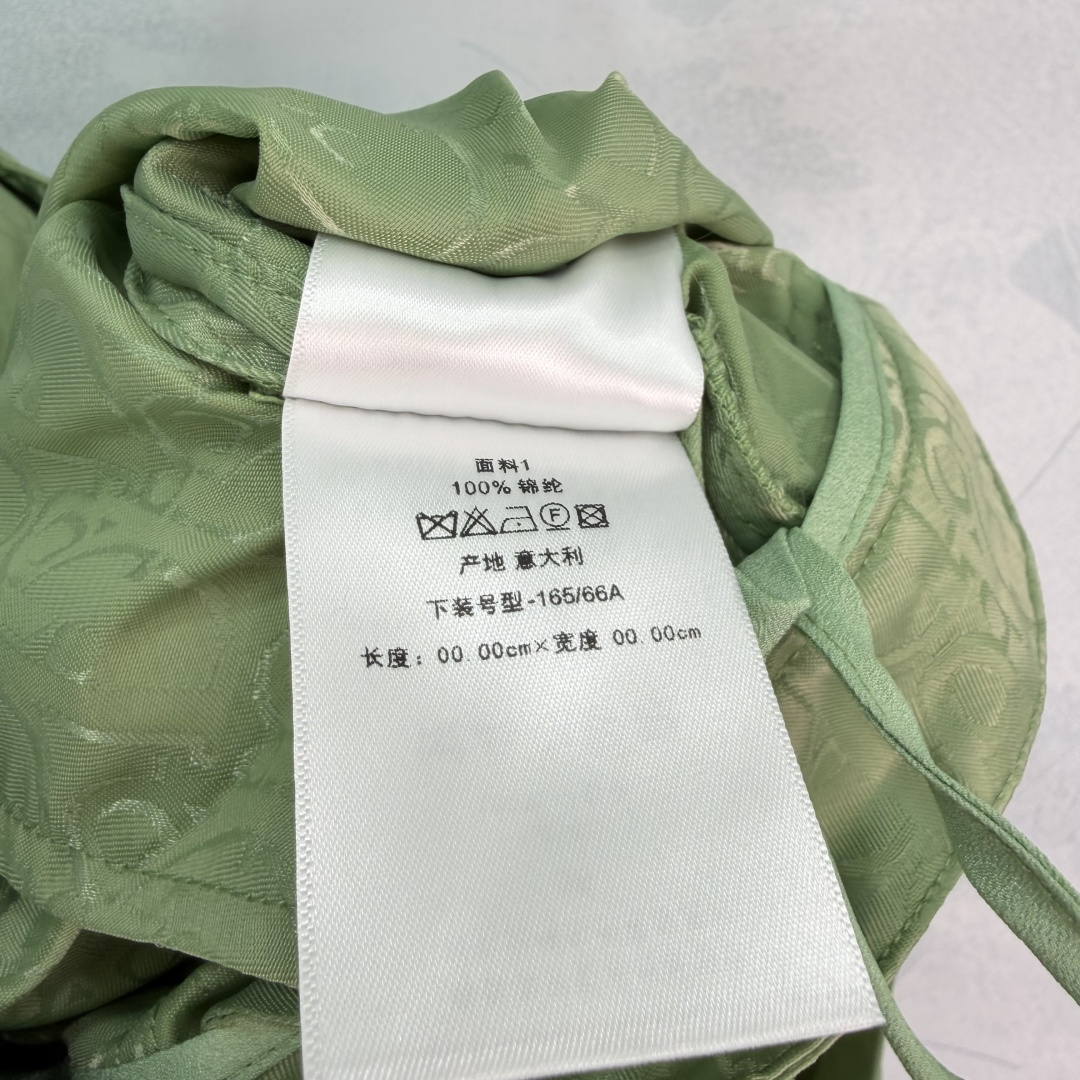 面料1
100% 锦纶
F
产地 意大利
下装号型-165/66A
长度：00.00cm×宽度 00.00cm